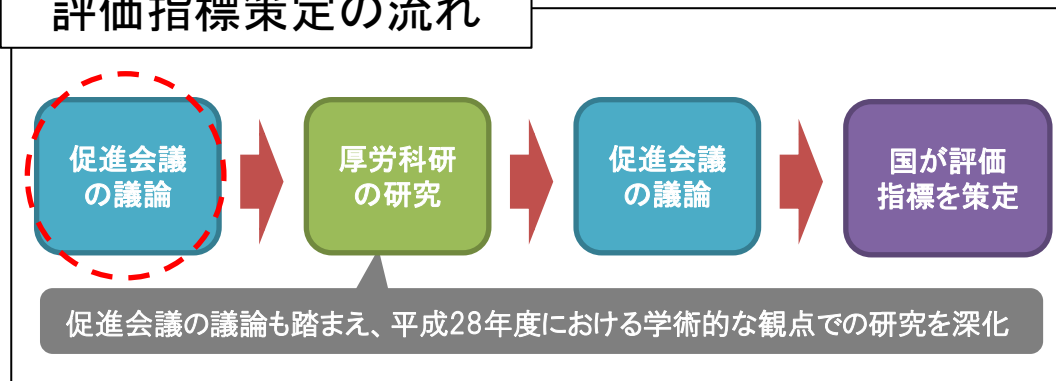 評価指標策定の流れ
促進会議
の議論
厚労科研
の研究
促進会議
の議論
国が評価
指標を策定
促進会議の議論も踏まえ、平成28年度における学術的な観点での研究を深化